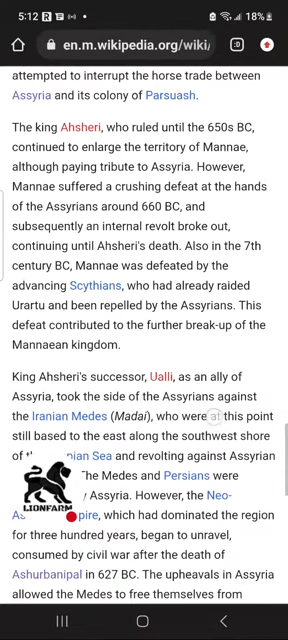 5:12
18%
en.m.wikipedia.org/wiki/
:D
attempted to interrupt the horse trade between
Assyria and its colony of Parsuash.
The king Ahsheri, who ruled until the 650s BC,
continued to enlarge the territory of Mannae,
although paying tribute to Assyria. However,
Mannae suffered a crushing defeat at the hands
of the Assyrians around 660 BC, and
subsequently an internal revolt broke out,
continuing until Ahsheri's death. Also in the 7th
century BC, Mannae was defeated by the
advancing Scythians, who had already raided
Urartu and been repelled by the Assyrians. This
defeat contributed to the further break-up of the
Mannaean kingdom.
King Ahsheri's successor, Ualli, as an ally of
Assyria, took the side of the Assyrians against
the Iranian Medes (Madai), who were at this point
still based to the east along the southwest shore
of Sea and revolting against Assyrian
The Medes and Persians were
Assyria. However, the Neo-
which had dominated the region
for three hundred years, began to unravel,
consumed by civil war after the death of
Ashurbanipal in 627 BC. The upheavals in Assyria
allowed the Medes to free themselves from
LIONFARM